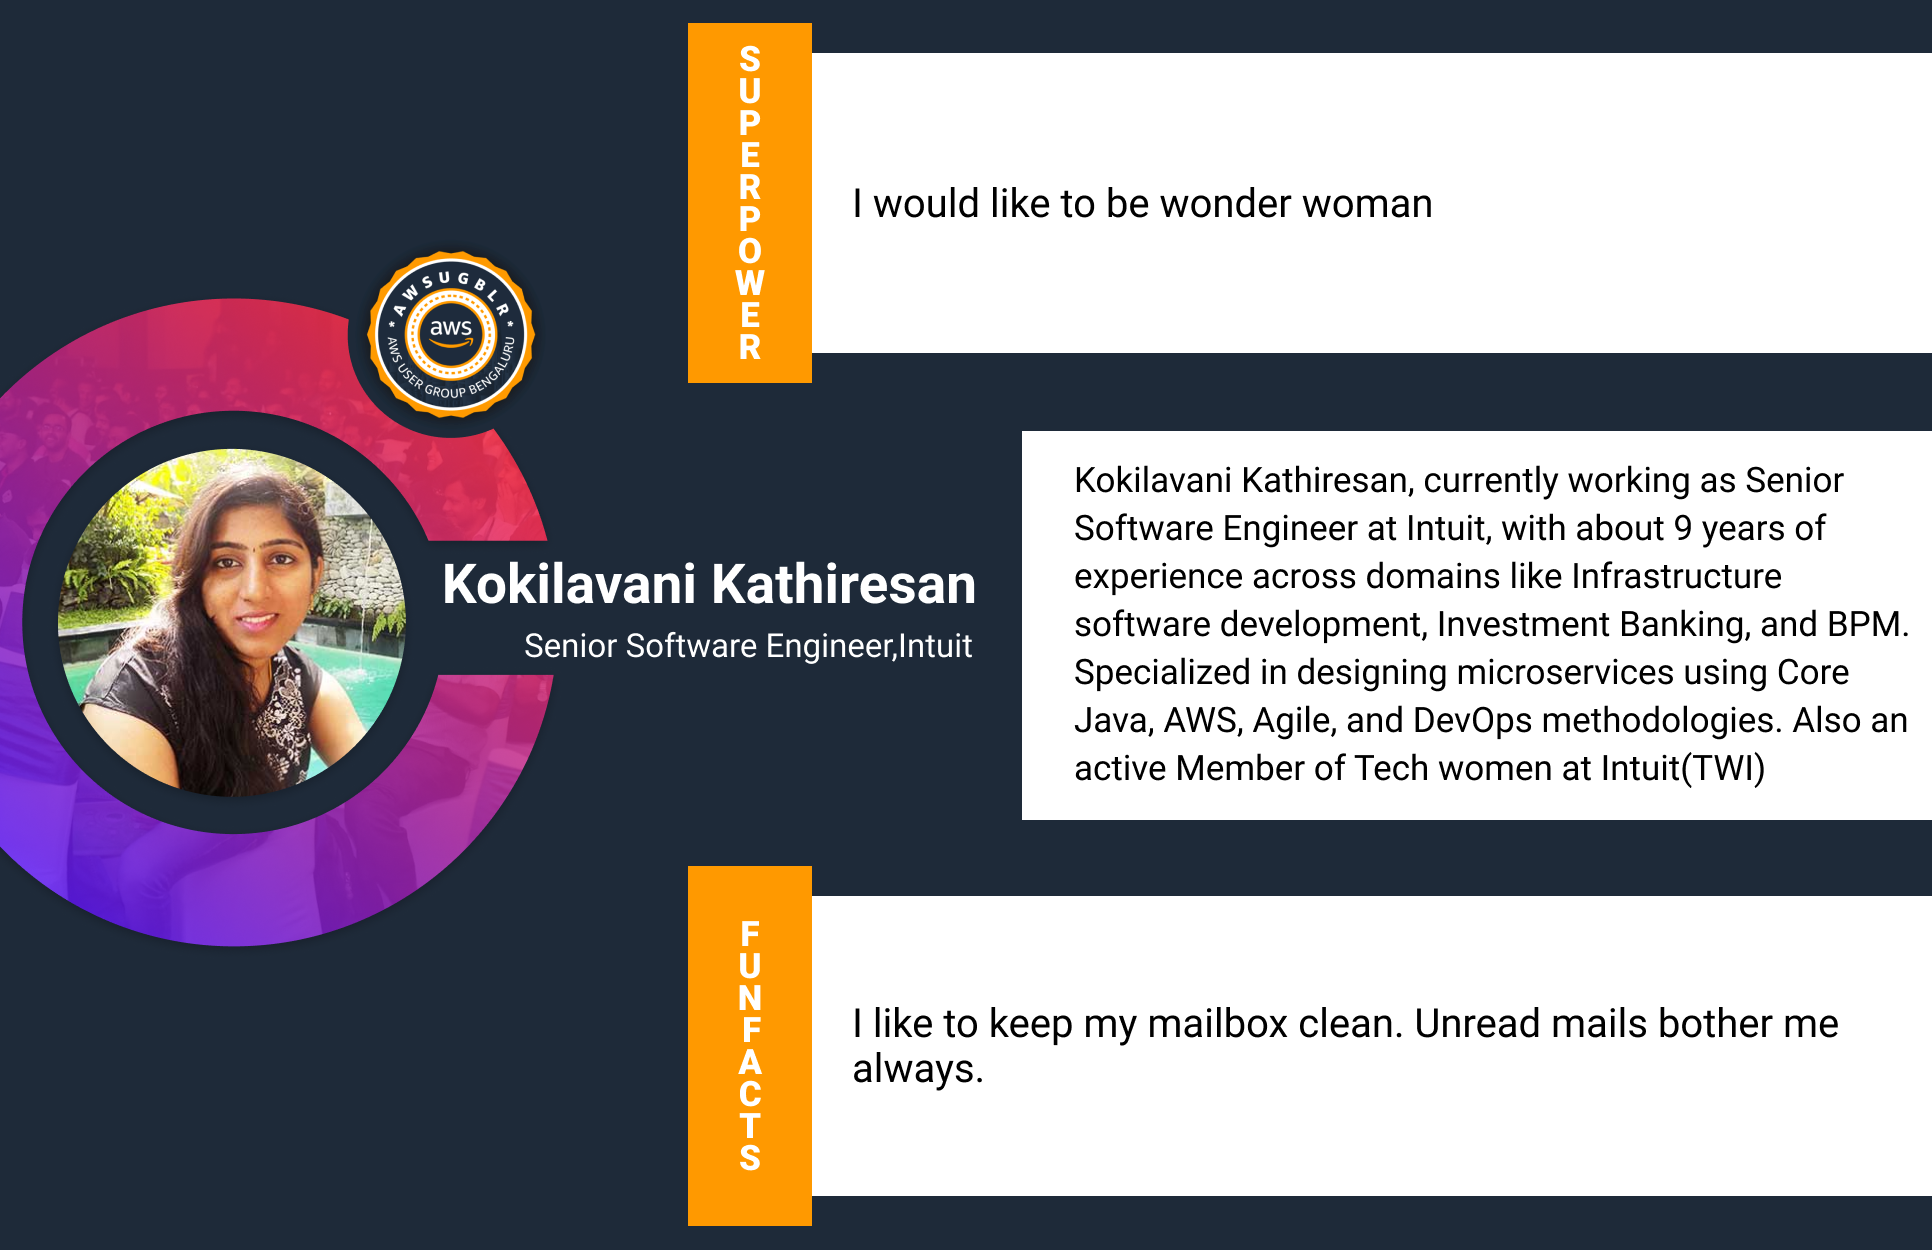 SUPERPOWER
I would like to be wonder woman
AWSUGBLR
aws
AWS USER GROUP BENGALURU
Kokilavani Kathiresan
Senior Software Engineer,Intuit
Kokilavani Kathiresan, currently working as Senior
Software Engineer at Intuit, with about 9 years of
experience across domains like Infrastructure
software development, Investment Banking, and BPM.
Specialized in designing microservices using Core
Java, AWS, Agile, and DevOps methodologies. Also an
active Member of Tech women at Intuit(TWI)
FUNFACTS
I like to keep my mailbox clean. Unread mails bother me
always.